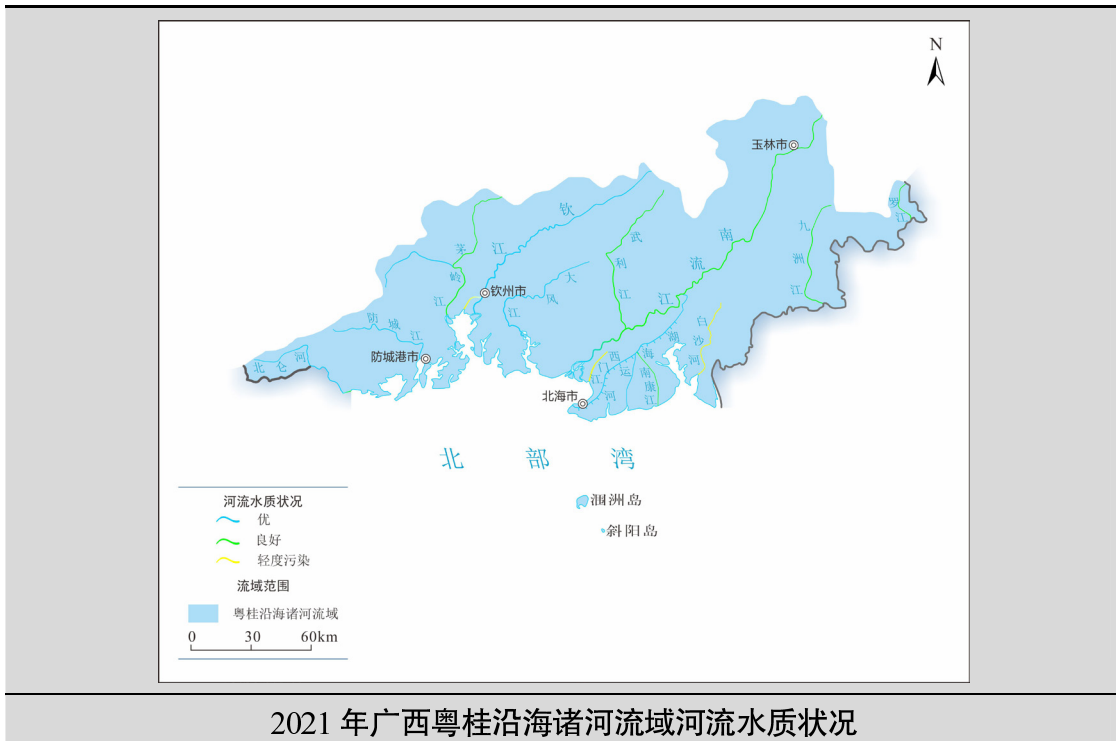 N
玉林市
罗江
九洲江
钦江
茅岭江
武利江
南流江
大风江
钦州市
防城江
防城港市
北仑河
白沙河
湖海运河
西门江
南康江
北海市
北部湾
涠洲岛
斜阳岛
河流水质状况
优
良好
轻度污染
流域范围
粤桂沿海诸河流域
0 30 60km
2021 年广西粤桂沿海诸河流域河流水质状况